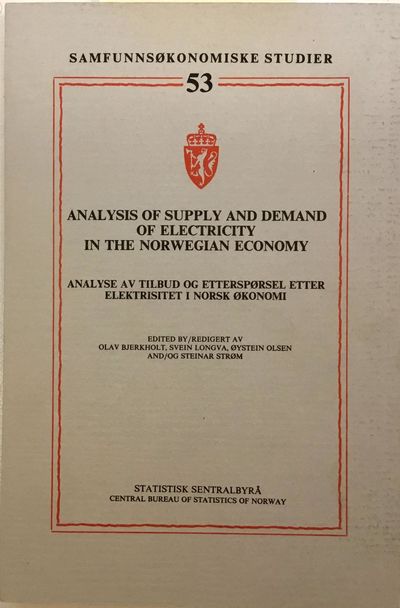 SAMFUNNSØKONOMISKE STUDIER
53
ANALYSIS OF SUPPLY AND DEMAND
OF ELECTRICITY
IN THE NORWEGIAN ECONOMY
ANALYSE AV TILBUD OG ETTERSPØRSEL ETTER
ELEKTRISITET I NORSK ØKONOMI
EDITED BY/REDIGERT AV
OLAV BJERKHOLT, SVEIN LONGVA, ØYSTEIN OLSEN
AND/OG STEINAR STRØM
STATISTISK SENTRALBYRÅ
CENTRAL BUREAU OF STATISTICS OF NORWAY